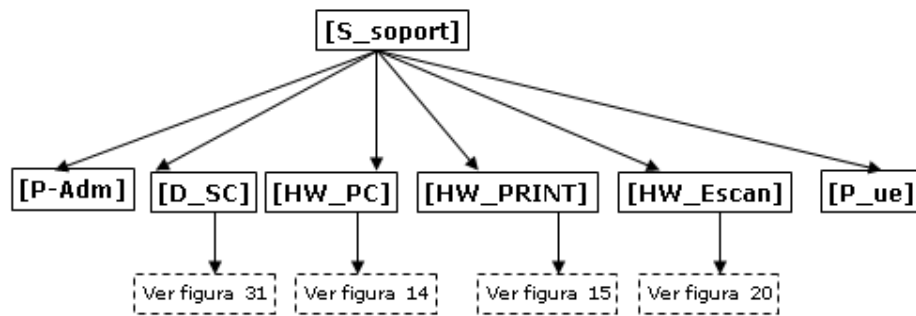 [S_soport]
[P-Adm] [D_SC] [HW_PC] [HW_PRINT] [HW_Escan] [P_ue]
Ver figura 31 Ver figura 14 Ver figura 15 Ver figura 20